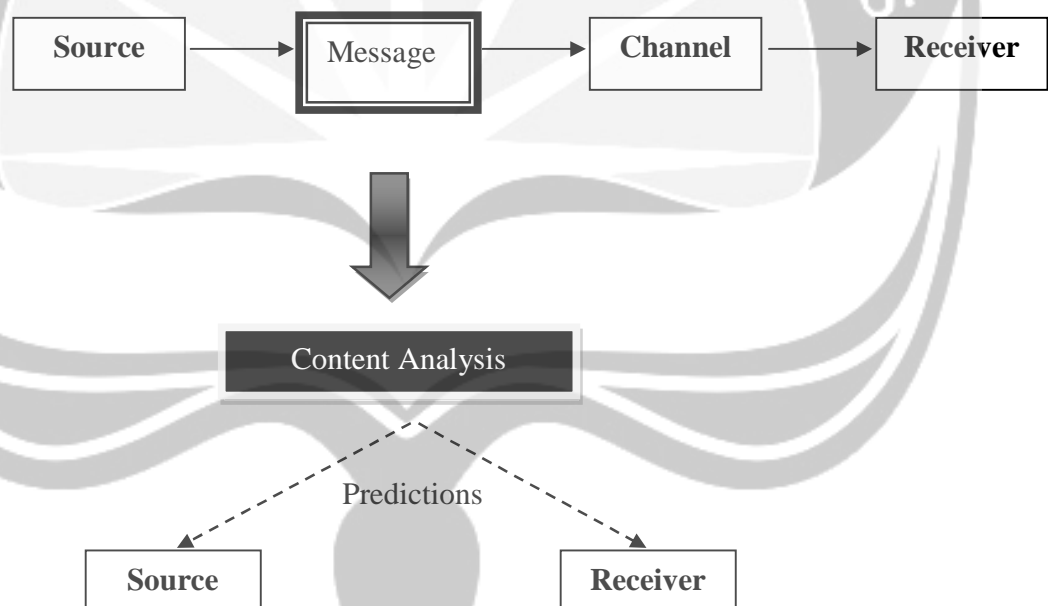 Source
Message
Channel
Receiver
Content Analysis
Predictions
Source
Receiver